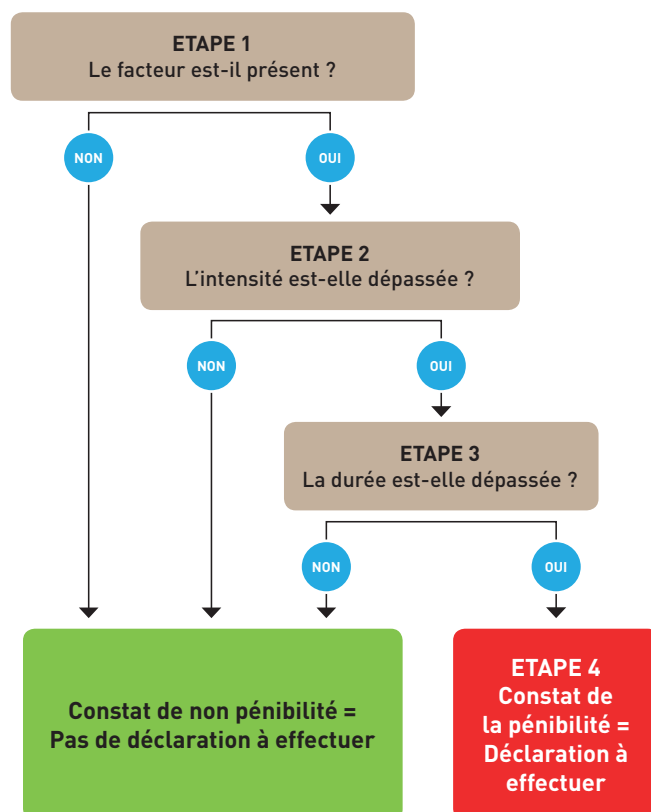 ETAPE 1
Le facteur est-il présent ?
NON
OUI
ETAPE 2
L'intensité est-elle dépassée ?
NON
OUI
ETAPE 3
La durée est-elle dépassée ?
NON
OUI
Constat de non pénibilité =
Pas de déclaration à effectuer
ETAPE 4
Constat de
la pénibilité =
Déclaration à
effectuer